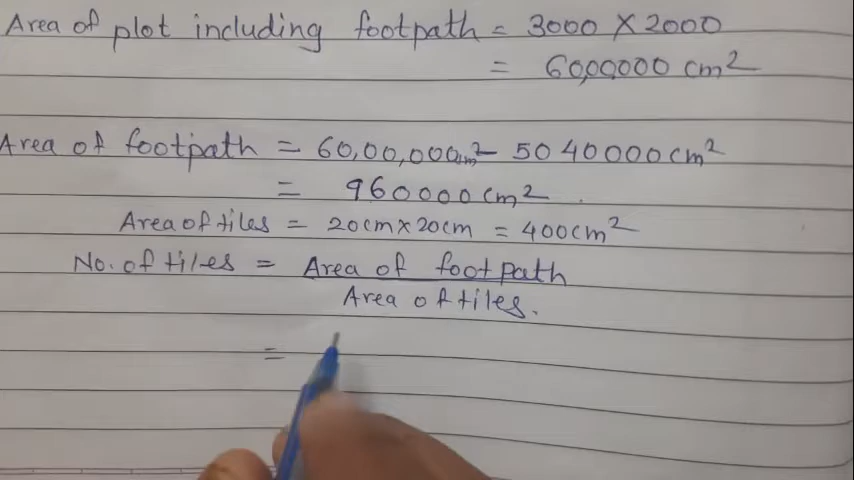 Area of plot including footpath = 3000 X 2000
= 60,00,000 cm2
Area of footpath = 60,00,000cm2 - 5040000cm2
= 960000 cm2.
Area of tiles = 20cm x 20cm = 400cm2
No. of tiles = Area of footpath
Area of tiles.
=